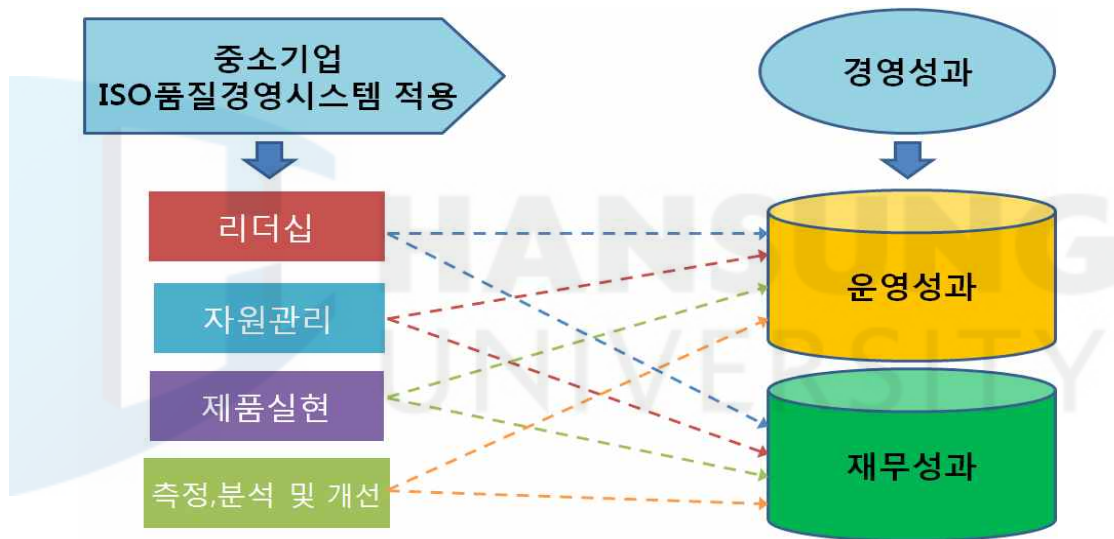 중소기업
ISO품질경영시스템 적용
경영성과
리더십
자원관리
제품실현
측정,분석 및 개선
운영성과
재무성과
HANSUNG
UNIVERSITY